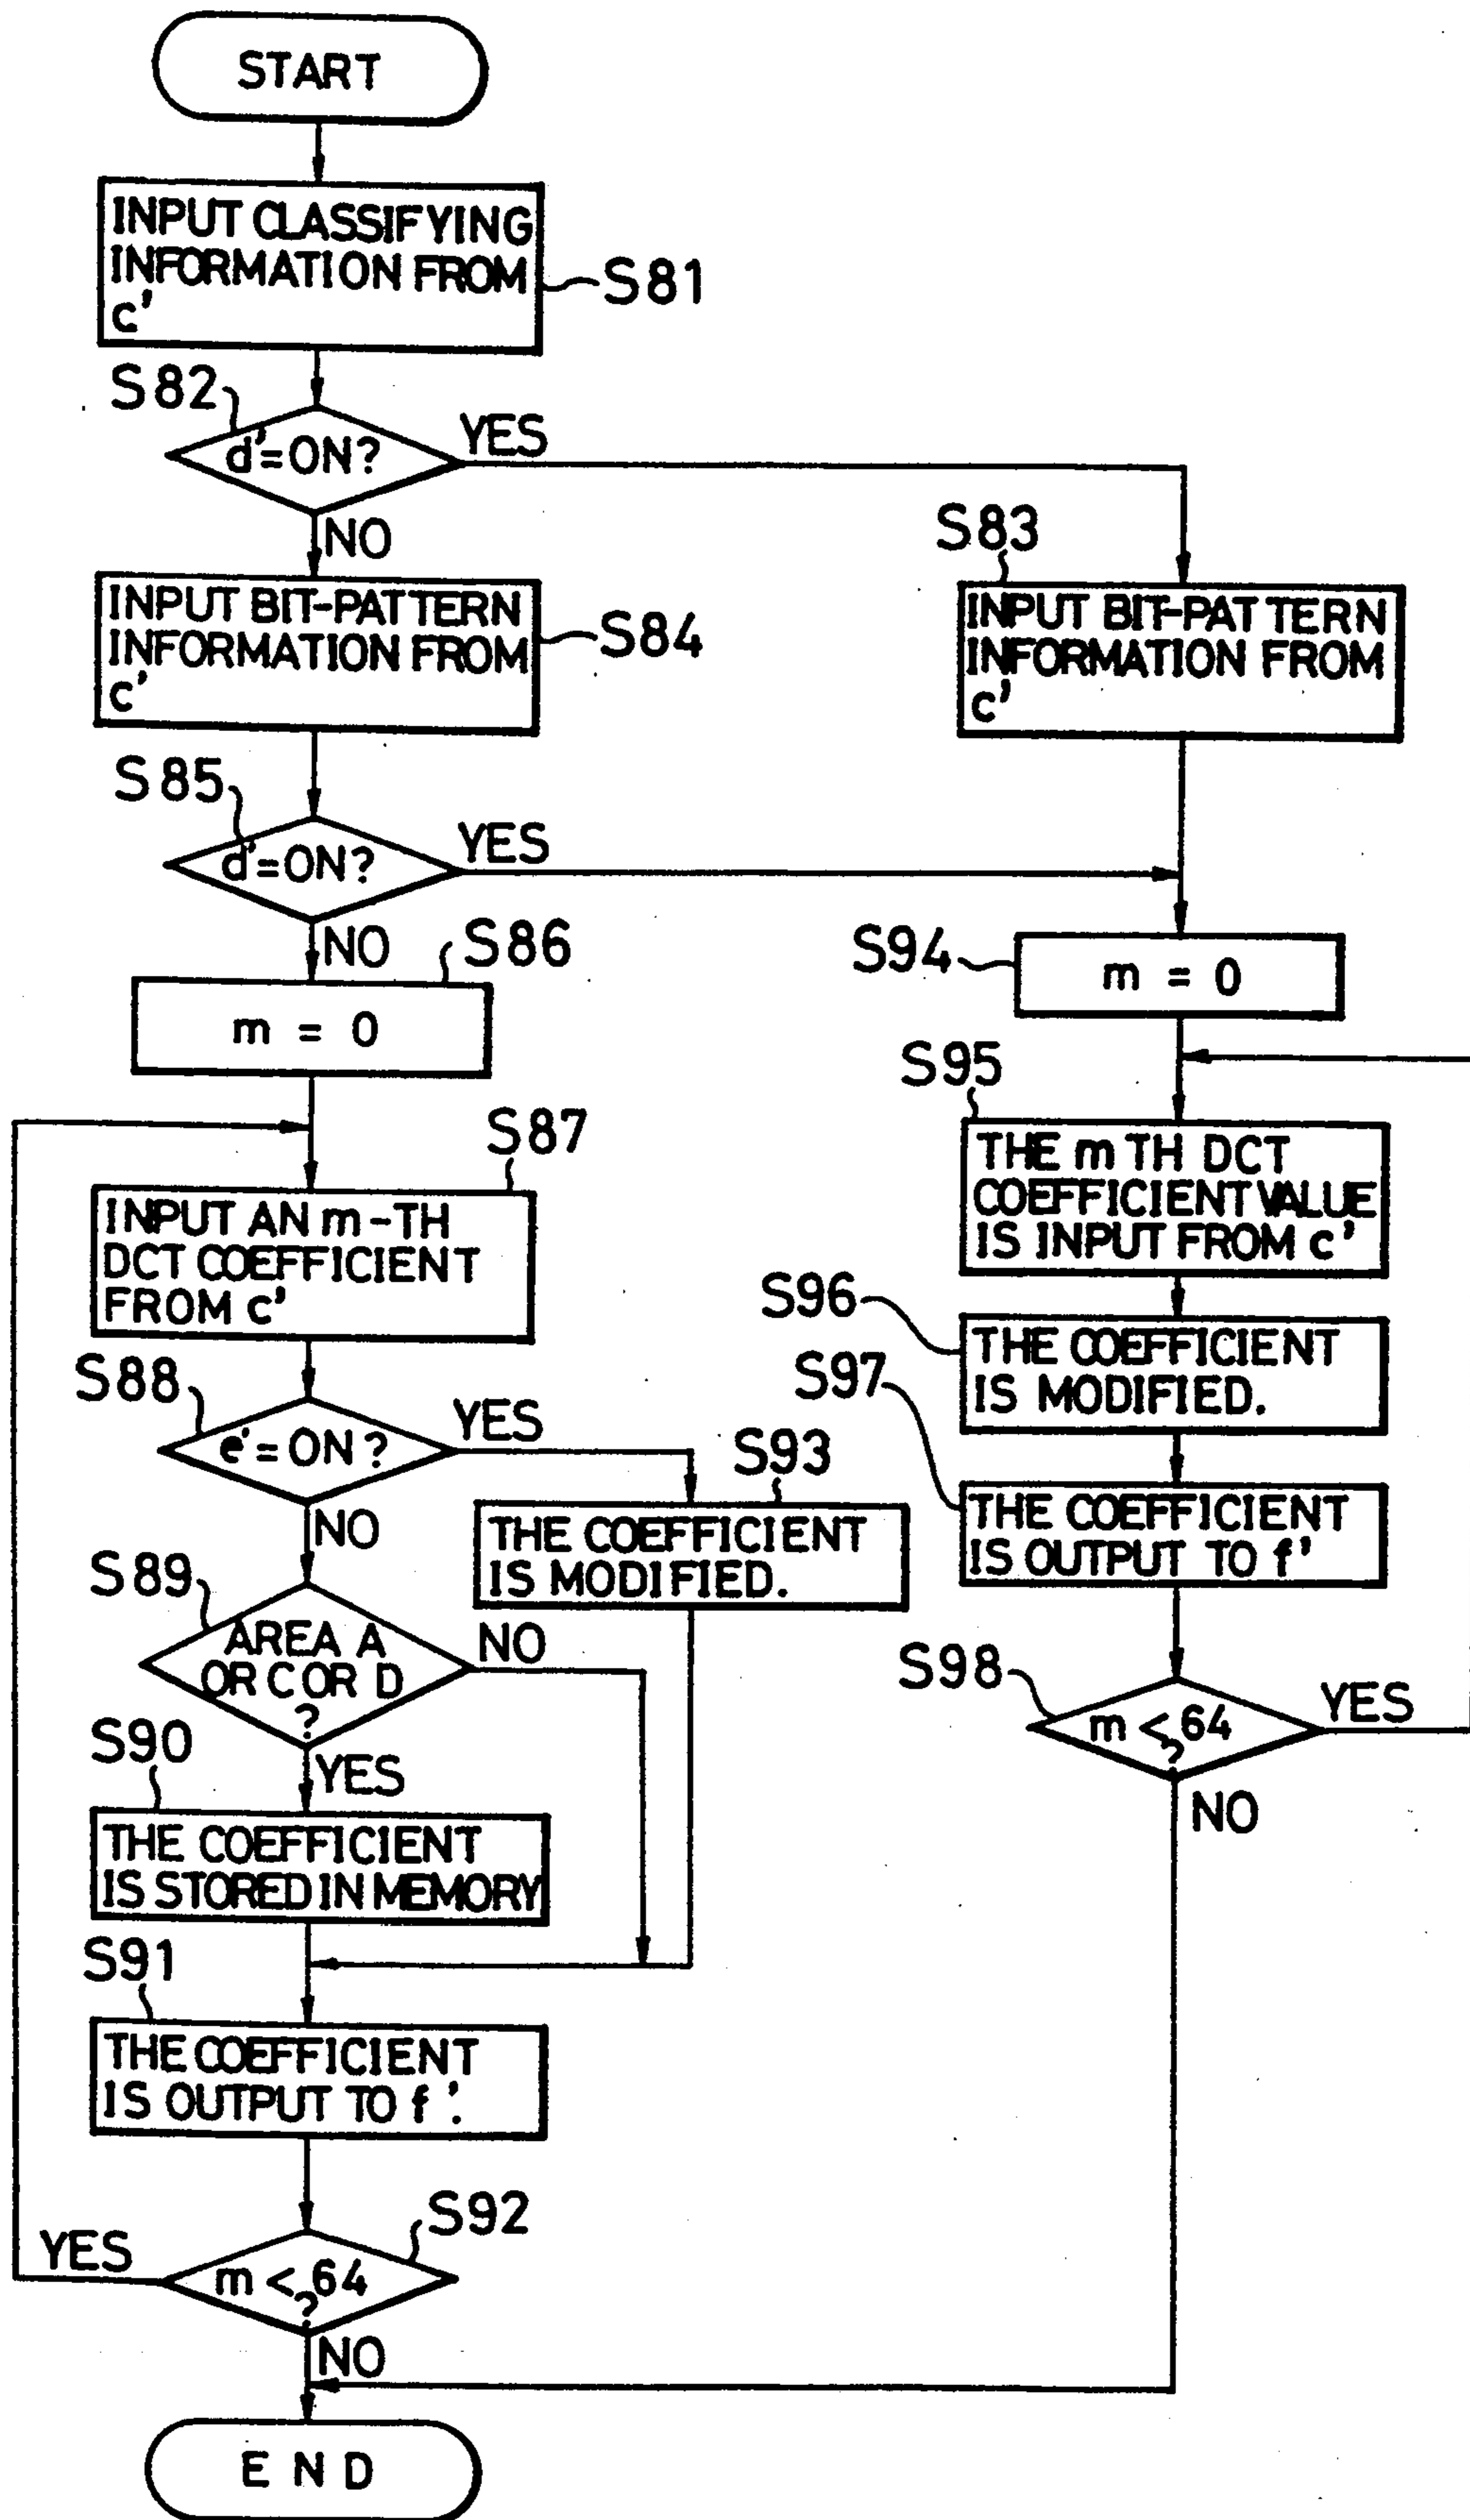 START
INPUT CLASSIFYING
INFORMATION FROM
c'
S81
S82
d'=ON?
YES
NO
S83
INPUT BIT-PATTERN
INFORMATION FROM
c'
S84
INPUT BIT-PATTERN
INFORMATION FROM
c'
S85
d'=ON?
YES
NO
S86
m = 0
S94
m = 0
S87
INPUT AN m-TH
DCT COEFFICIENT
FROM c'
S95
THE m TH DCT
COEFFICIENT VALUE
IS INPUT FROM c'
S88
e'=ON?
YES
NO
S96
THE COEFFICIENT
IS MODIFIED.
S93
THE COEFFICIENT
IS MODIFIED.
S97
THE COEFFICIENT
IS OUTPUT TO f'
S89
AREA A
OR C OR D
?
NO
YES
S98
m < 64
?
YES
NO
S90
THE COEFFICIENT
IS STORED IN MEMORY
S91
THE COEFFICIENT
IS OUTPUT TO f'.
S92
m < 64
?
YES
NO
END